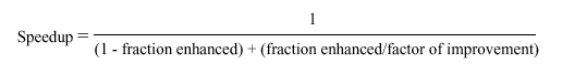 1
Speedup =
(1 - fraction enhanced) + (fraction enhanced/factor of improvement)